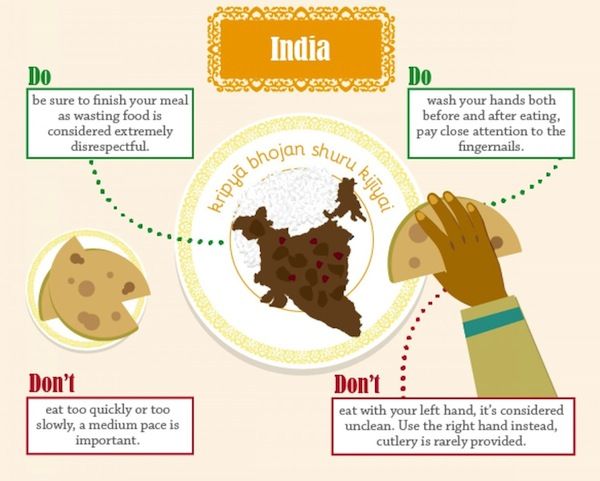 India
Do
be sure to finish your meal
as wasting food is
considered extremely
disrespectful.
Do
wash your hands both
before and after eating,
pay close attention to the
fingernails.
kripyā bhojan shuru kījīyai
Don't
eat too quickly or too
slowly, a medium pace is
important.
Don't
eat with your left hand, it's considered
unclean. Use the right hand instead,
cutlery is rarely provided.